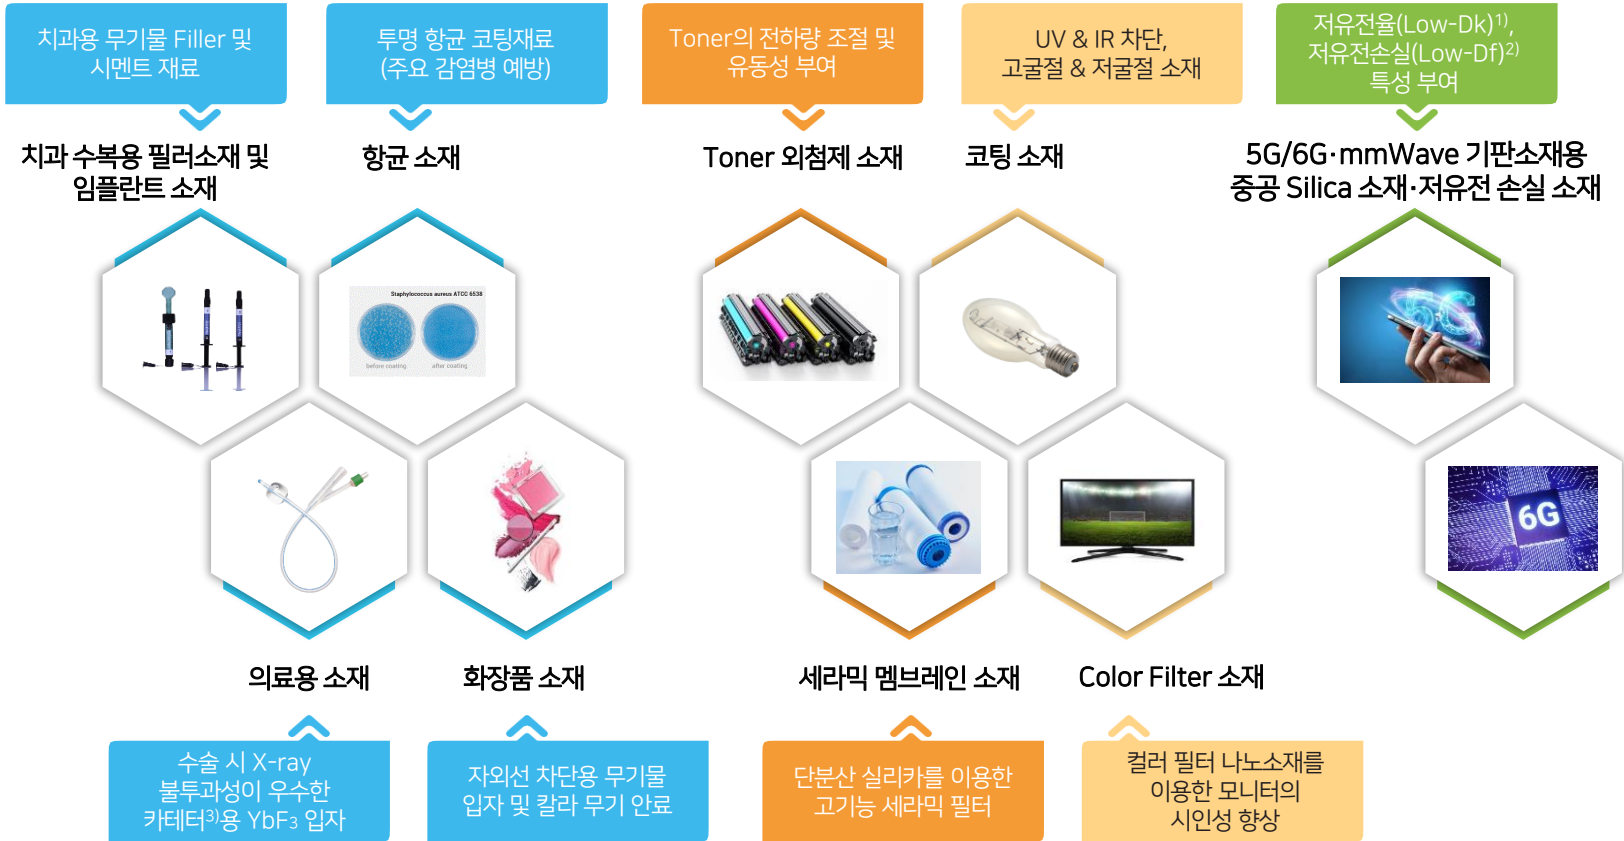 치과용 무기물 Filler 및
시멘트 재료
투명 항균 코팅재료
(주요 감염병 예방)
Toner의 전하량 조절 및
유동성 부여
UV & IR 차단,
고굴절 & 저굴절 소재
저유전율(Low-Dk)1),
저유전손실(Low-Df)2)
특성 부여
치과 수복용 필러소재 및
임플란트 소재
항균 소재
Toner 외첨제 소재
코팅 소재
5G/6G·mmWave 기판소재용
중공 Silica 소재·저유전 손실 소재
Staphylococcus aureus ATCC 6538
before coating
after coating
5G
6G
의료용 소재
화장품 소재
세라믹 멤브레인 소재
Color Filter 소재
수술 시 X-ray
불투과성이 우수한
카테터3)용 YbF3 입자
자외선 차단용 무기물
입자 및 칼라 무기 안료
단분산 실리카를 이용한
고기능 세라믹 필터
컬러 필터 나노소재를
이용한 모니터의
시인성 향상